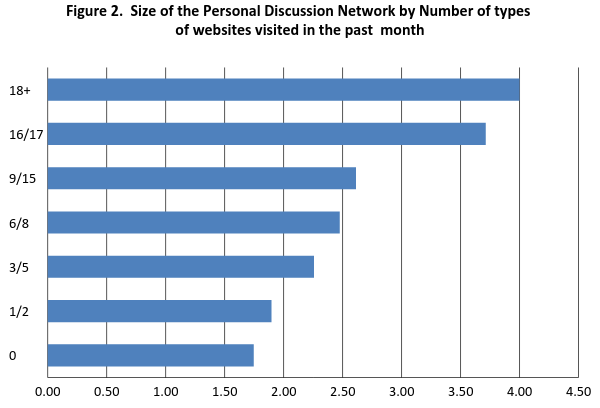 Figure 2. Size of the Personal Discussion Network by Number of types
of websites visited in the past month
18+
16/17
9/15
6/8
3/5
1/2
0
0.00 0.50 1.00 1.50 2.00 2.50 3.00 3.50 4.00 4.50